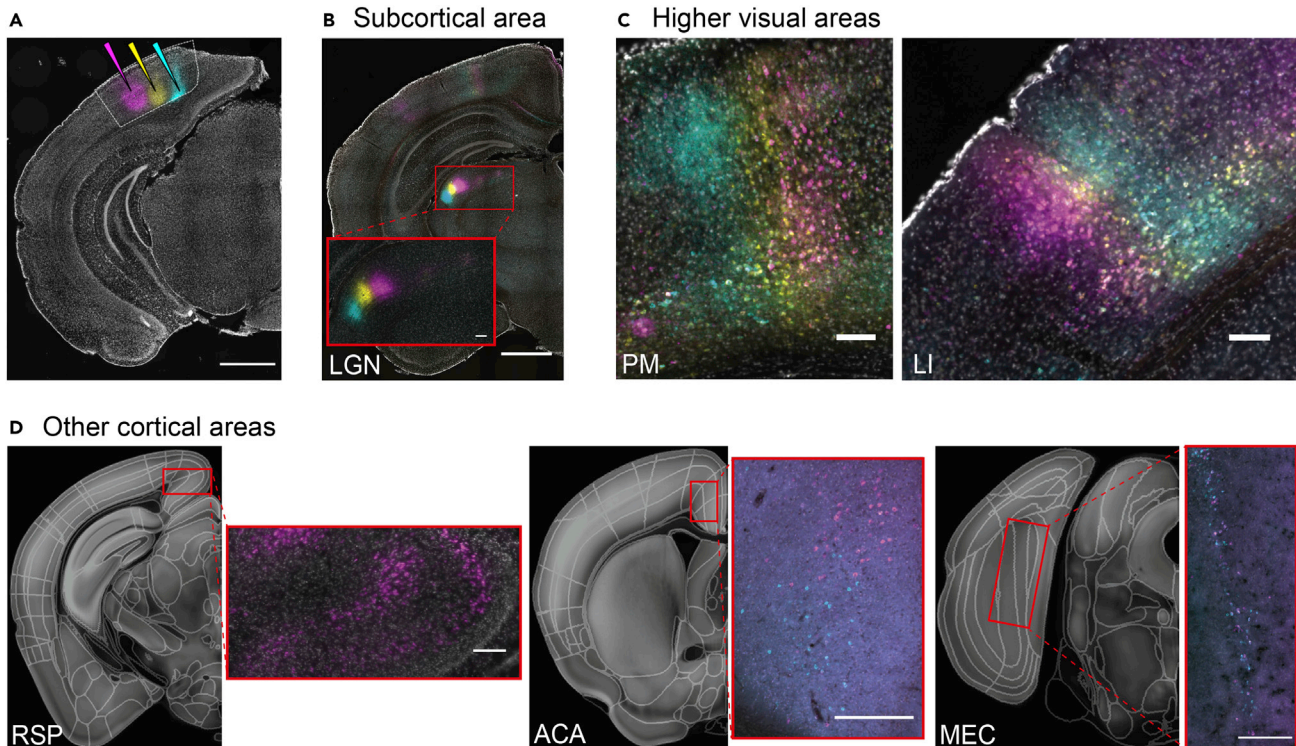 A
B Subcortical area
C Higher visual areas
LGN
PM
LI
D Other cortical areas
RSP
ACA
MEC